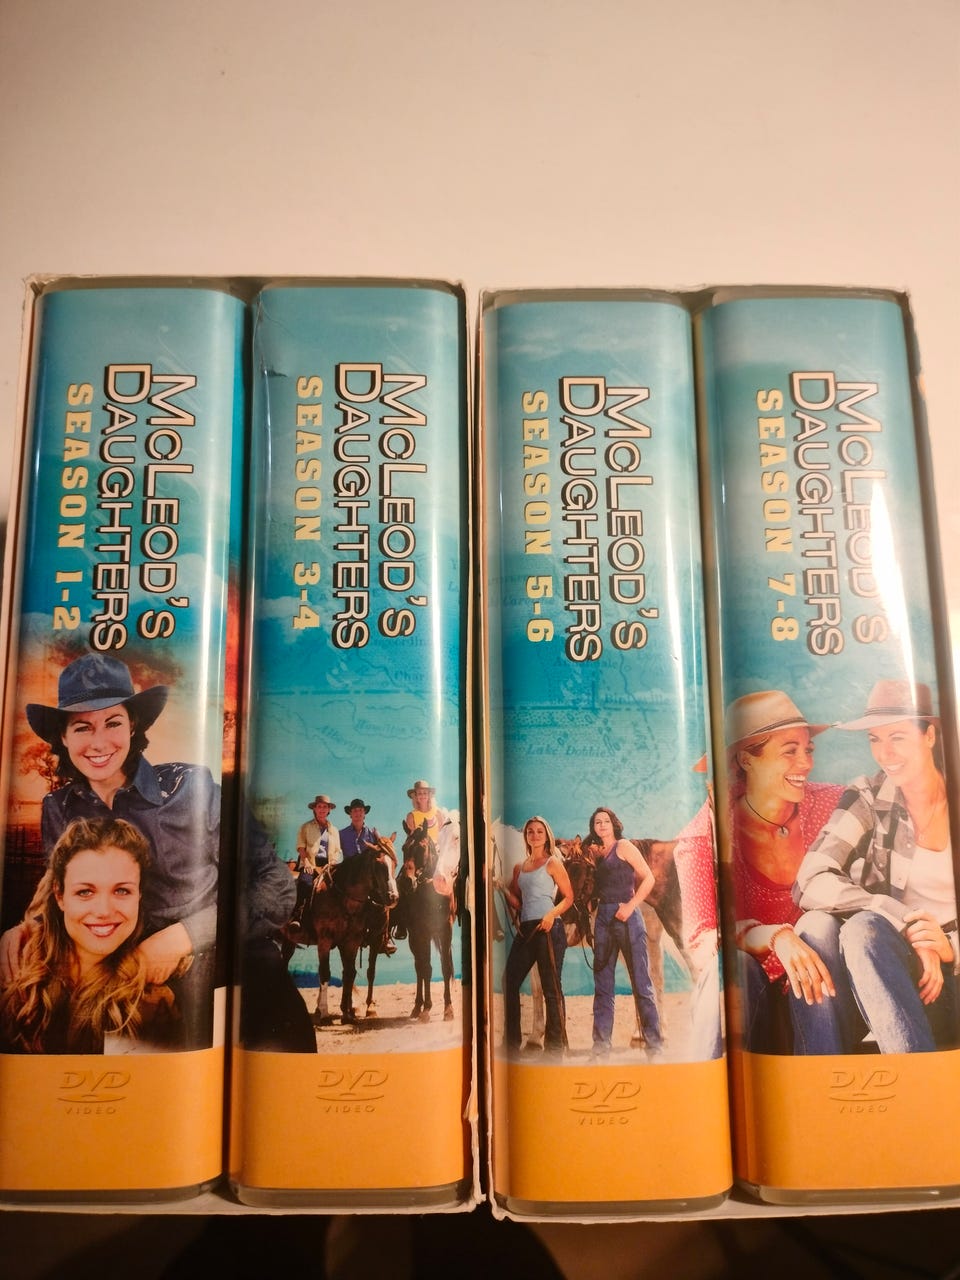 McLeod's
Daughters
SEASON 1-2
DVD
VIDEO
McLeod's
Daughters
SEASON 3-4
DVD
VIDEO
McLeod's
Daughters
SEASON 5-6
Lake Dobble
DVD
VIDEO
McLeod's
Daughters
SEASON 7-8
DVD
VIDEO